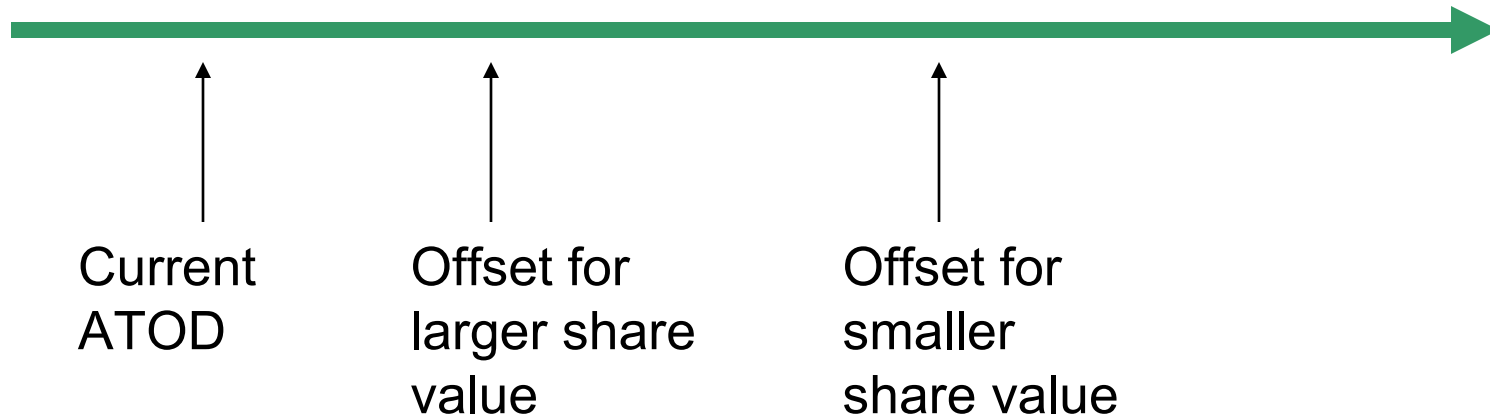 Current
ATOD
Offset for
larger share
value
Offset for
smaller
share value